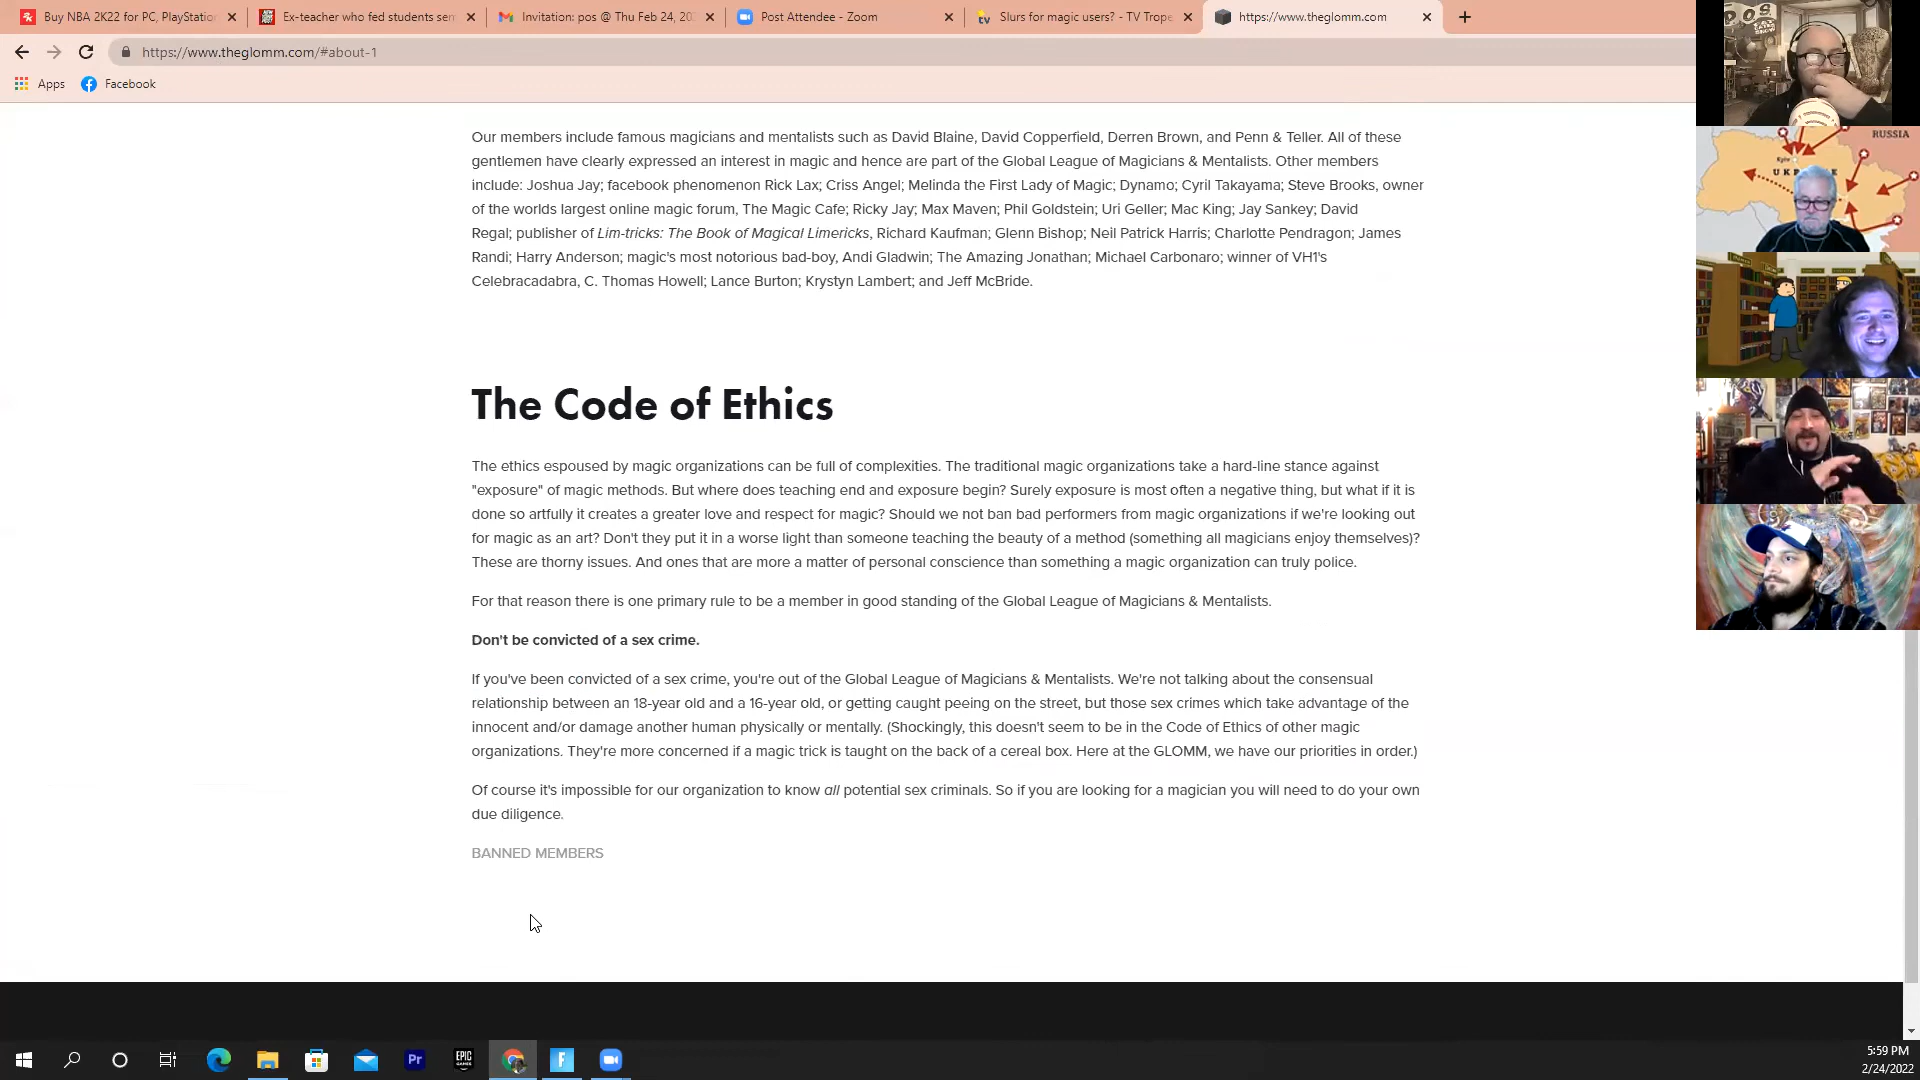 Buy NBA 2K22 for PC, PlayStatio
Ex-teacher who fed students sem
Invitation: pos @ Thu Feb 24, 202
Post Attendee - Zoom
Slurs for magic users? - TV Trope
https://www.theglomm.com
https://www.theglomm.com/#about-1
Apps
Facebook
Our members include famous magicians and mentalists such as David Blaine, David Copperfield, Derren Brown, and Penn & Teller. All of these
gentlemen have clearly expressed an interest in magic and hence are part of the Global League of Magicians & Mentalists. Other members
include: Joshua Jay; facebook phenomenon Rick Lax; Criss Angel; Melinda the First Lady of Magic; Dynamo; Cyril Takayama; Steve Brooks, owner
of the worlds largest online magic forum, The Magic Cafe; Ricky Jay; Max Maven; Phil Goldstein; Uri Geller; Mac King; Jay Sankey; David
Regal; publisher of Lim-tricks: The Book of Magical Limericks, Richard Kaufman; Glenn Bishop; Neil Patrick Harris; Charlotte Pendragon; James
Randi; Harry Anderson; magic's most notorious bad-boy, Andi Gladwin; The Amazing Jonathan; Michael Carbonaro; winner of VH1's
Celebracadabra, C. Thomas Howell; Lance Burton; Krystyn Lambert; and Jeff McBride.
The Code of Ethics
The ethics espoused by magic organizations can be full of complexities. The traditional magic organizations take a hard-line stance against
"exposure" of magic methods. But where does teaching end and exposure begin? Surely exposure is most often a negative thing, but what if it is
done so artfully it creates a greater love and respect for magic? Should we not ban bad performers from magic organizations if we're looking out
for magic as an art? Don't they put it in a worse light than someone teaching the beauty of a method (something all magicians enjoy themselves)?
These are thorny issues. And ones that are more a matter of personal conscience than something a magic organization can truly police.
For that reason there is one primary rule to be a member in good standing of the Global League of Magicians & Mentalists.
Don't be convicted of a sex crime.
If you've been convicted of a sex crime, you're out of the Global League of Magicians & Mentalists. We're not talking about the consensual
relationship between an 18-year old and a 16-year old, or getting caught peeing on the street, but those sex crimes which take advantage of the
innocent and/or damage another human physically or mentally. (Shockingly, this doesn't seem to be in the Code of Ethics of other magic
organizations. They're more concerned if a magic trick is taught on the back of a cereal box. Here at the GLOMM, we have our priorities in order.)
Of course it's impossible for our organization to know all potential sex criminals. So if you are looking for a magician you will need to do your own
due diligence.
BANNED MEMBERS
POS
RUSSIA
Kyiv
Pr
EPIC
GAMES
5:59 PM
2/24/2022